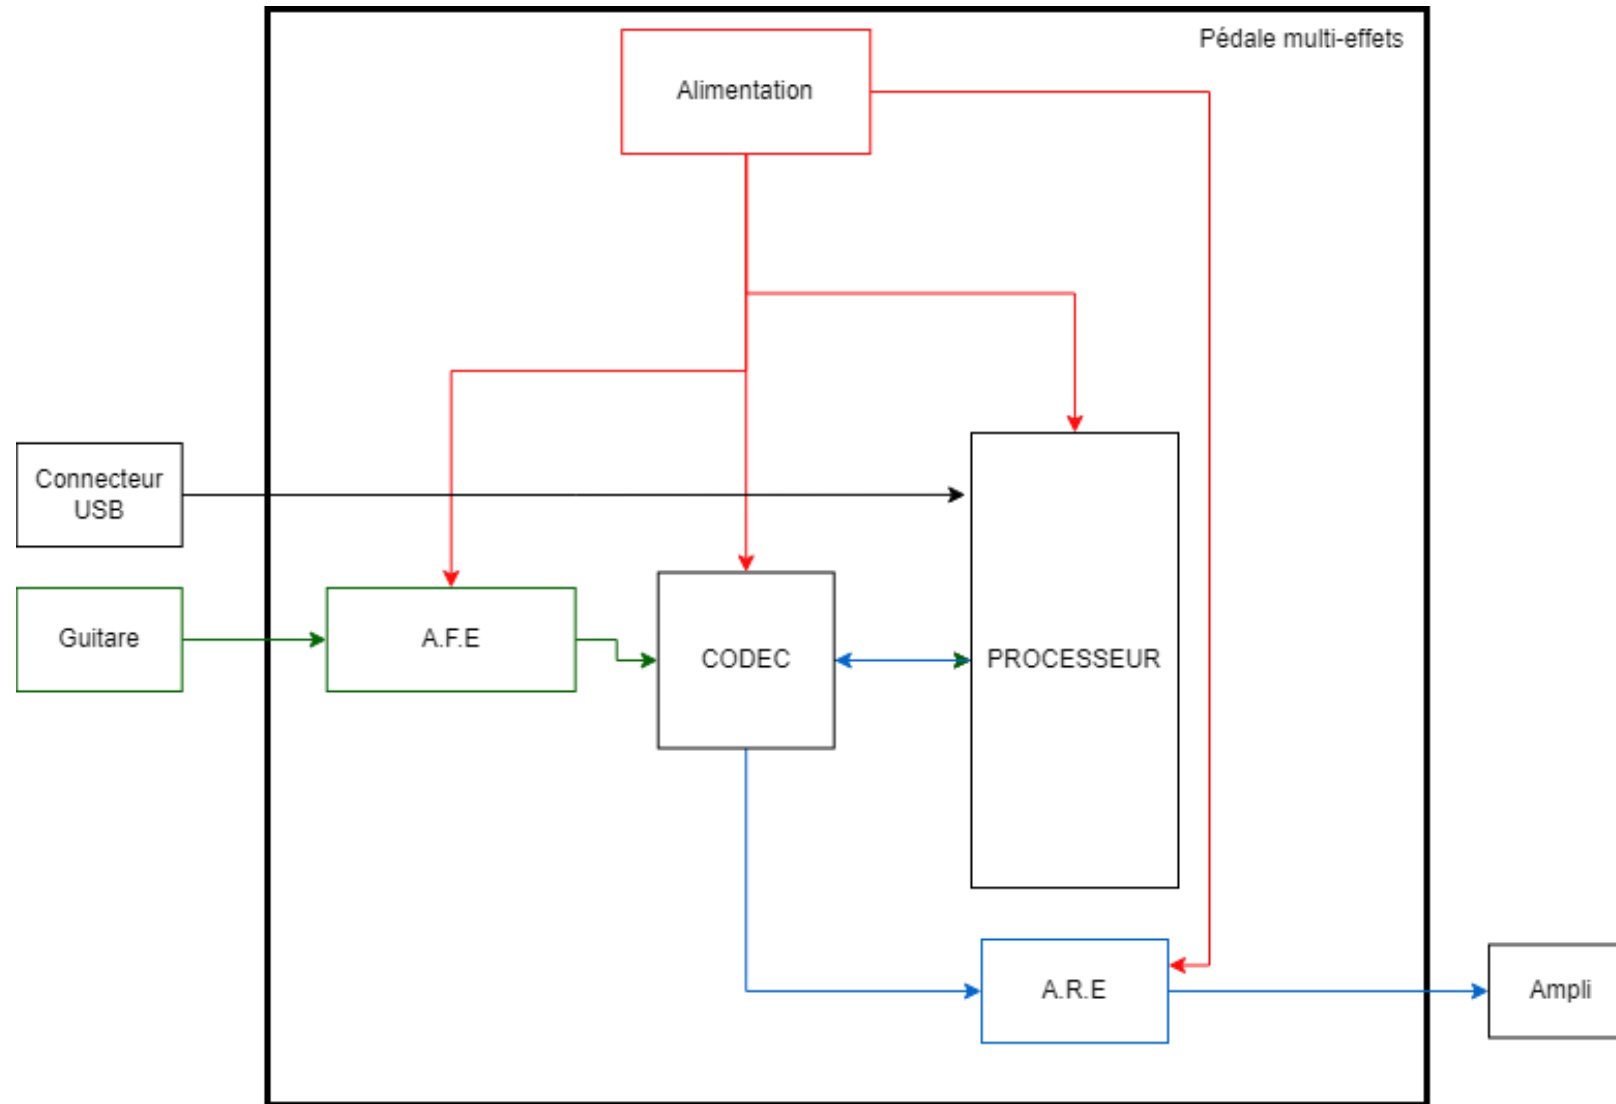 Pédale multi-effets
Alimentation
Connecteur
USB
Guitare
A.F.E
CODEC
PROCESSEUR
A.R.E
Ampli